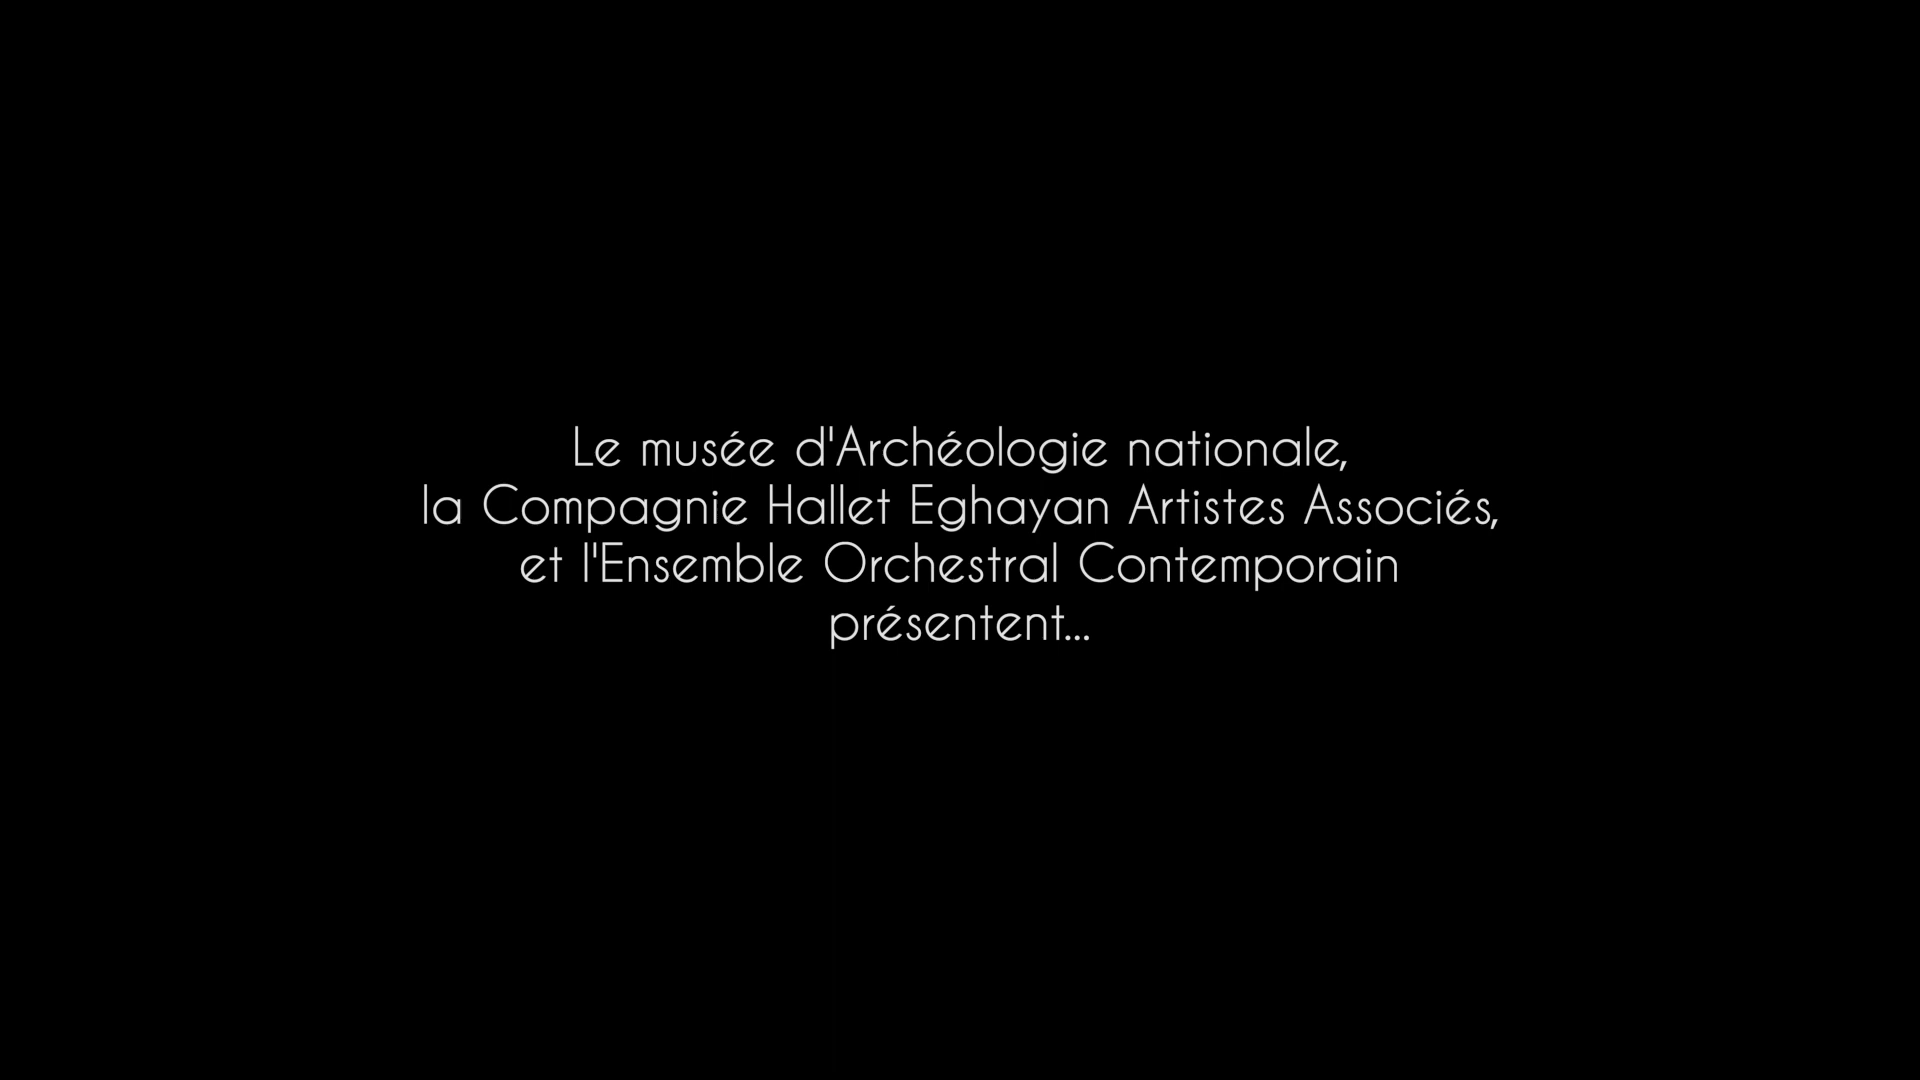 Le musée d'Archéologie nationale,
la Compagnie Hallet Eghayan Artistes Associés,
et l'Ensemble Orchestral Contemporain
présentent...